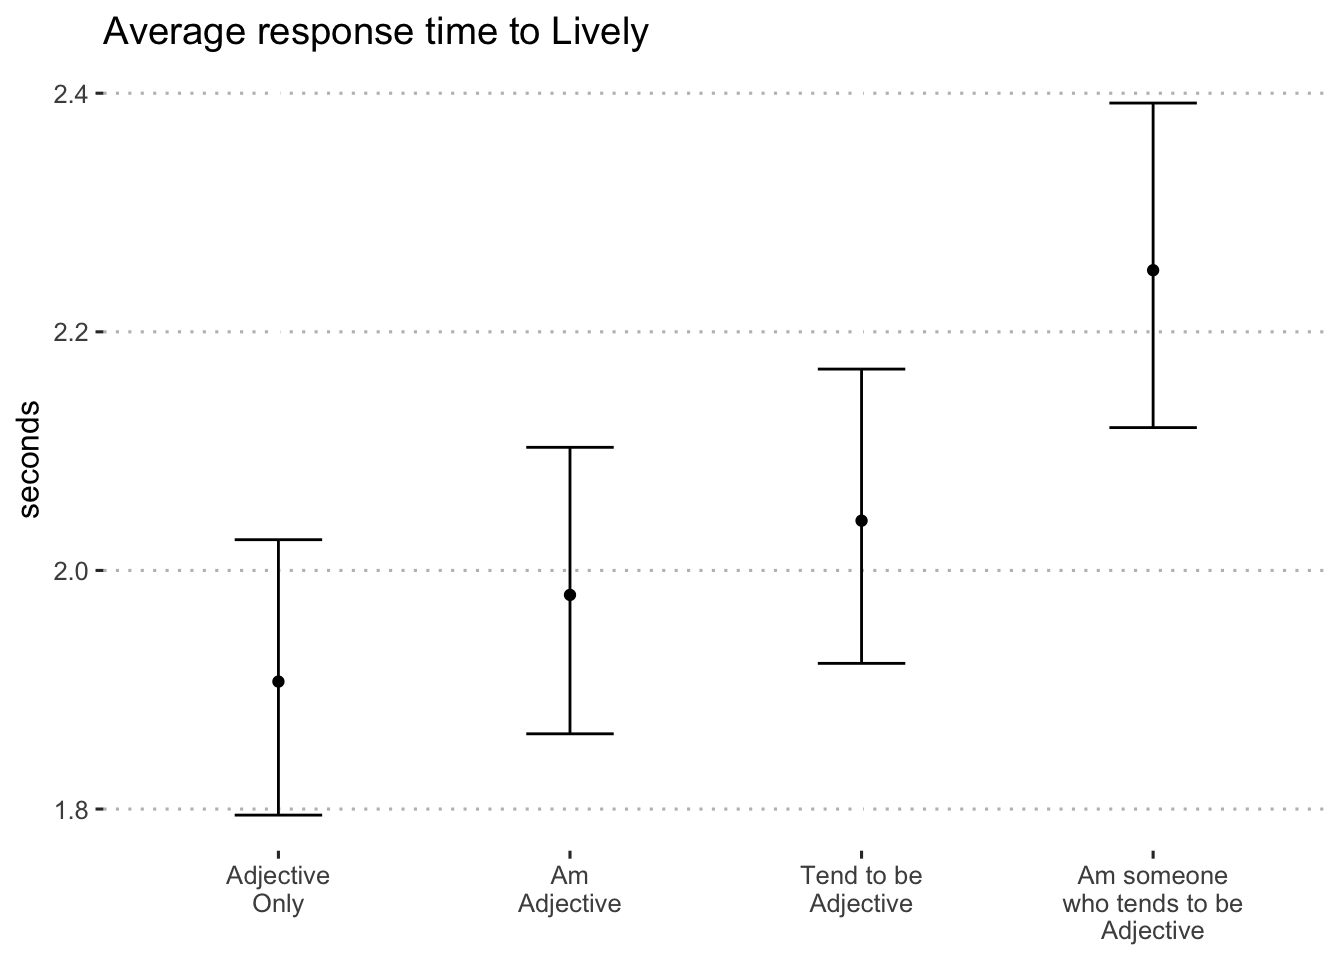 Average response time to Lively
2.4
2.2
2.0
1.8
seconds
Adjective
Only
Am
Adjective
Tend to be
Adjective
Am someone
who tends to be
Adjective